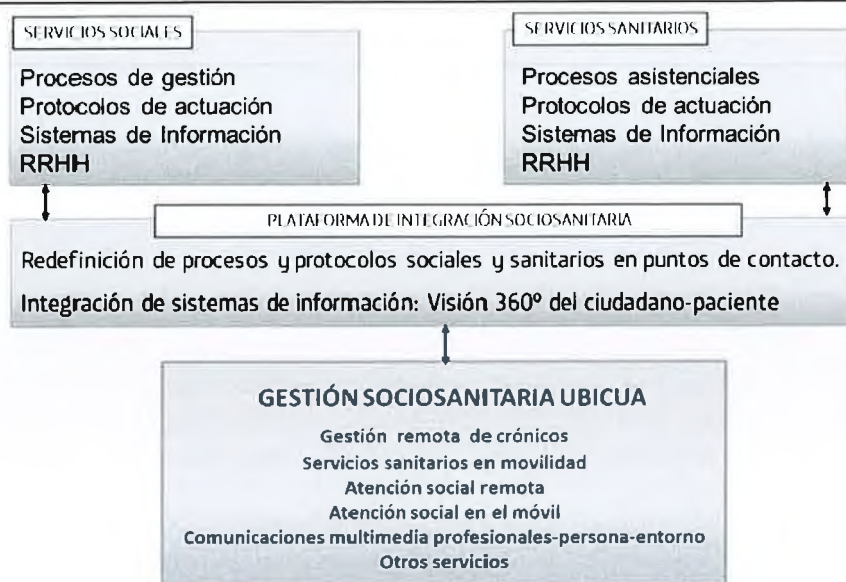 SERVICIOS SOCIALES
Procesos de gestión
Protocolos de actuación
Sistemas de Información
RRHH
SERVICIOS SANITARIOS
Procesos asistenciales
Protocolos de actuación
Sistemas de Información
RRHH
PLATAFORMA DE INTEGRACIÓN SOCIOSANITARIA
Redefinición de procesos y protocolos sociales y sanitarios en puntos de contacto.
Integración de sistemas de información: Visión 360º del ciudadano-paciente
GESTIÓN SOCIOSANITARIA UBICUA
Gestión remota de crónicos
Servicios sanitarios en movilidad
Atención social remota
Atención social en el móvil
Comunicaciones multimedia profesionales-persona-entorno
Otros servicios